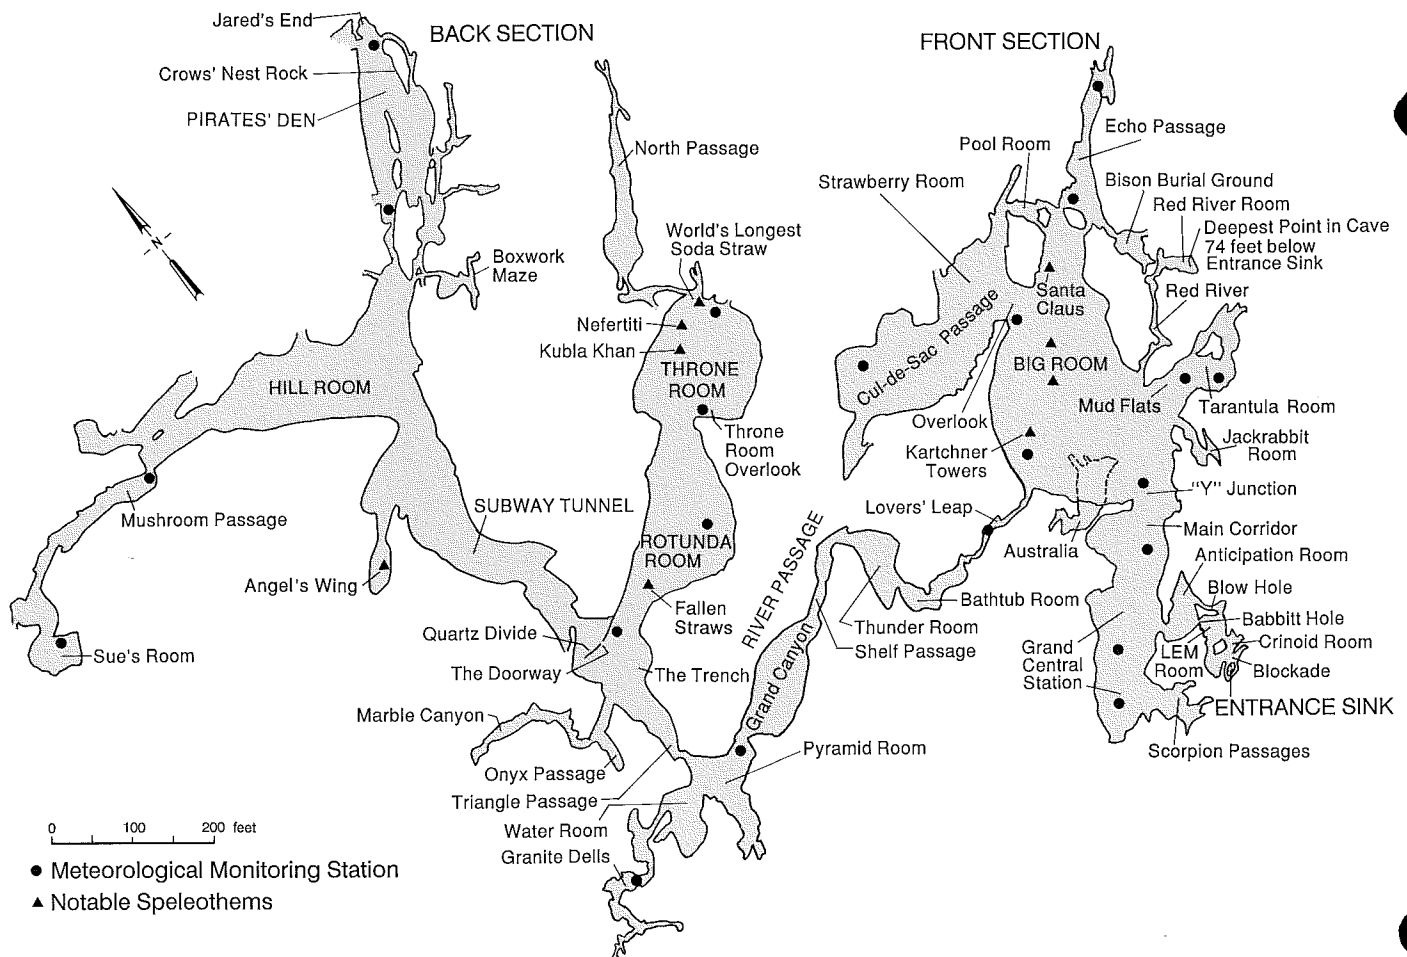 Jared's End
BACK SECTION
Crows' Nest Rock
PIRATES' DEN
North Passage
World's Longest
Soda Straw
Boxwork
Maze
N
Nefertiti
Kubla Khan
THRONE
ROOM
HILL ROOM
Throne
Room
Overlook
Mushroom Passage
SUBWAY TUNNEL
ROTUNDA
ROOM
Angel's Wing
Fallen
Straws
Quartz Divide
Sue's Room
The Doorway
The Trench
Marble Canyon
Onyx Passage
Triangle Passage
Water Room
Granite Dells
FRONT SECTION
Echo Passage
Pool Room
Strawberry Room
Bison Burial Ground
Red River Room
Deepest Point in Cave
74 feet below
Entrance Sink
Santa
Claus
Red River
Cul-de-Sac Passage
BIG ROOM
Mud Flats
Tarantula Room
Overlook
Kartchner
Towers
Jackrabbit
Room
"Y" Junction
Lovers' Leap
Australia
Main Corridor
Anticipation Room
RIVER PASSAGE
Bathtub Room
Blow Hole
Babbitt Hole
Thunder Room
Shelf Passage
Grand
Central
Station
LEM
Room
Crinoid Room
Blockade
Grand Canyon
ENTRANCE SINK
Pyramid Room
Scorpion Passages
0 100 200 feet
Meteorological Monitoring Station
Notable Speleothems